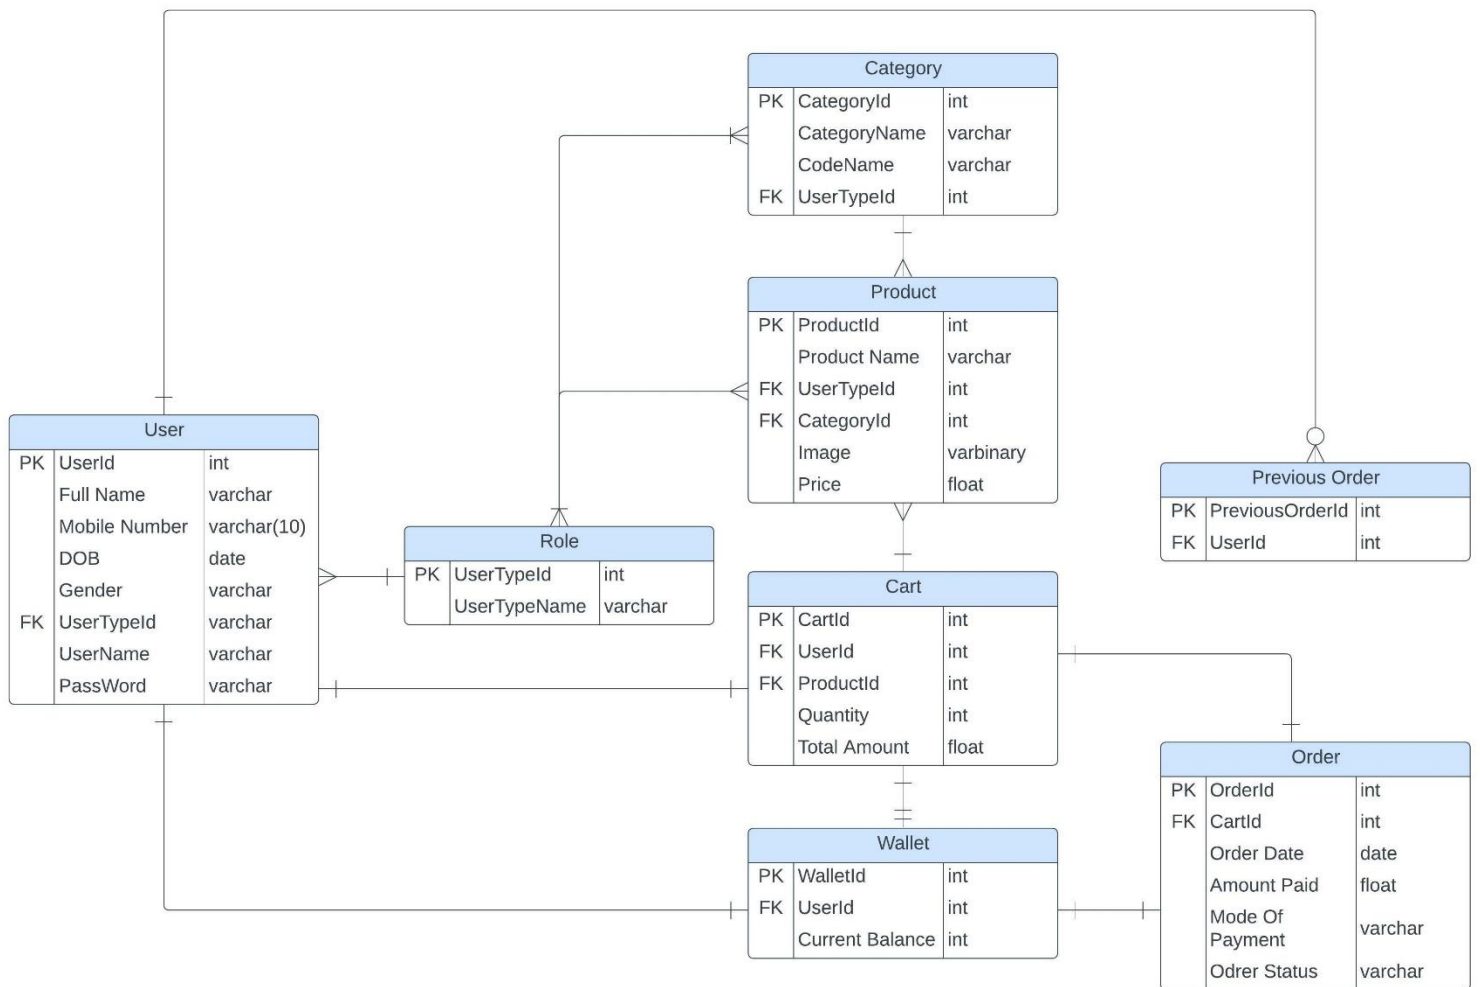 Category
PK CategoryId int
CategoryName varchar
CodeName varchar
FK UserTypeId int
Product
PK ProductId int
Product Name varchar
FK UserTypeId int
FK CategoryId int
Image varbinary
Price float
User
PK UserId int
Full Name varchar
Mobile Number varchar(10)
DOB date
Gender varchar
FK UserTypeId varchar
UserName varchar
PassWord varchar
Role
PK UserTypeId int
UserTypeName varchar
Previous Order
PK PreviousOrderId int
FK UserId int
Cart
PK CartId int
FK UserId int
FK ProductId int
Quantity int
Total Amount float
Wallet
PK WalletId int
FK UserId int
Current Balance int
Order
PK OrderId int
FK CartId int
Order Date date
Amount Paid float
Mode Of
Payment varchar
Odrer Status varchar